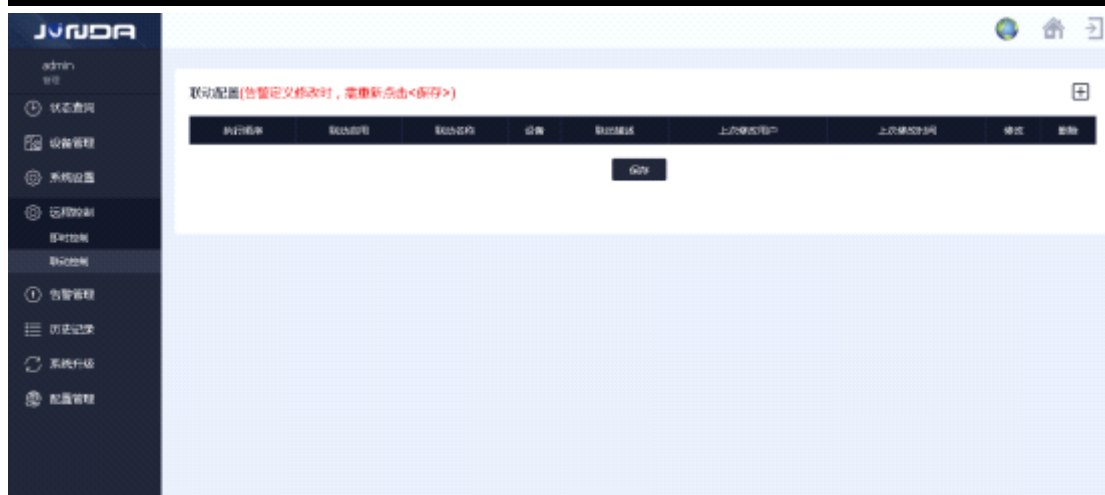 JUNDA
admin
管理
状态查询
设备管理
系统设置
远程控制
即时控制
联动控制
告警管理
历史记录
系统升级
配置管理
联动配置(告警定义修改时,需重新点击<保存>)
联动启用 联动名称 设备 联动描述 上次修改用户 上次修改时间 修改 删除
保存